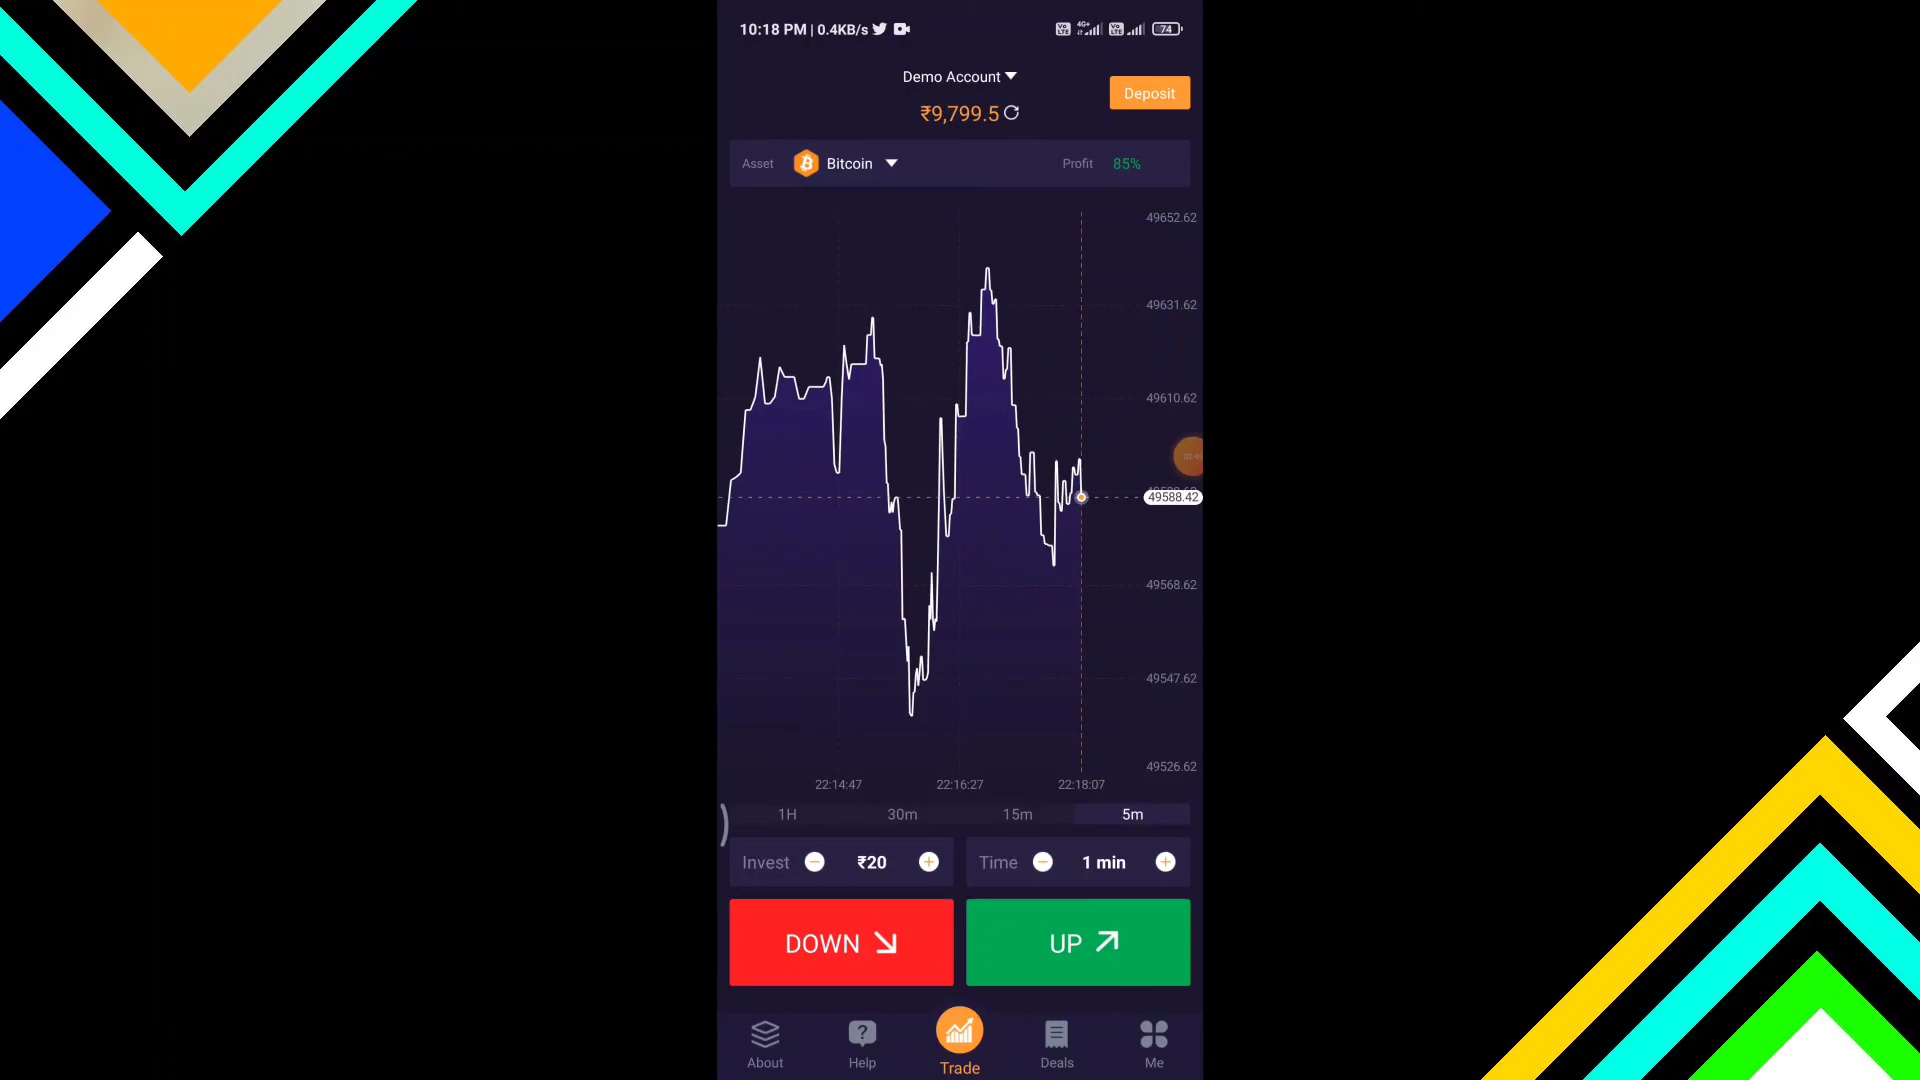 10:18 PM | 0.4KB/s 4G+ 74
Demo Account
Deposit
₹9,799.5
Asset Bitcoin Profit 85%
49652.62
49631.62
49610.62
49588.42
49568.62
49547.62
49526.62
22:14:47 22:16:27 22:18:07
1H 30m 15m 5m
Invest ₹20 Time 1 min
DOWN UP
About Help Trade Deals Me